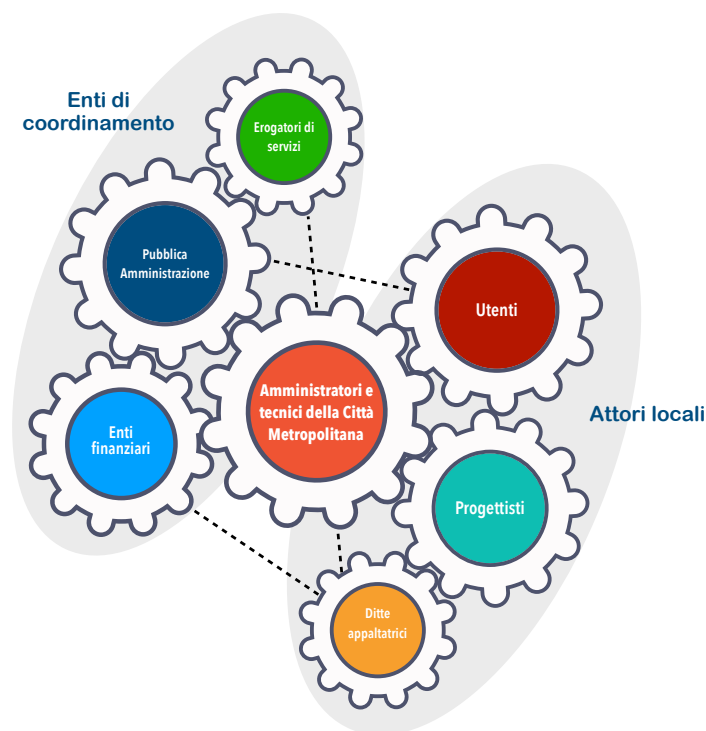 Enti di
coordinamento
Erogatori di
servizi
Pubblica
Amministrazione
Utenti
Amministratori e
tecnici della Città
Metropolitana
Attori locali
Enti
finanziari
Progettisti
Ditte
appaltatrici